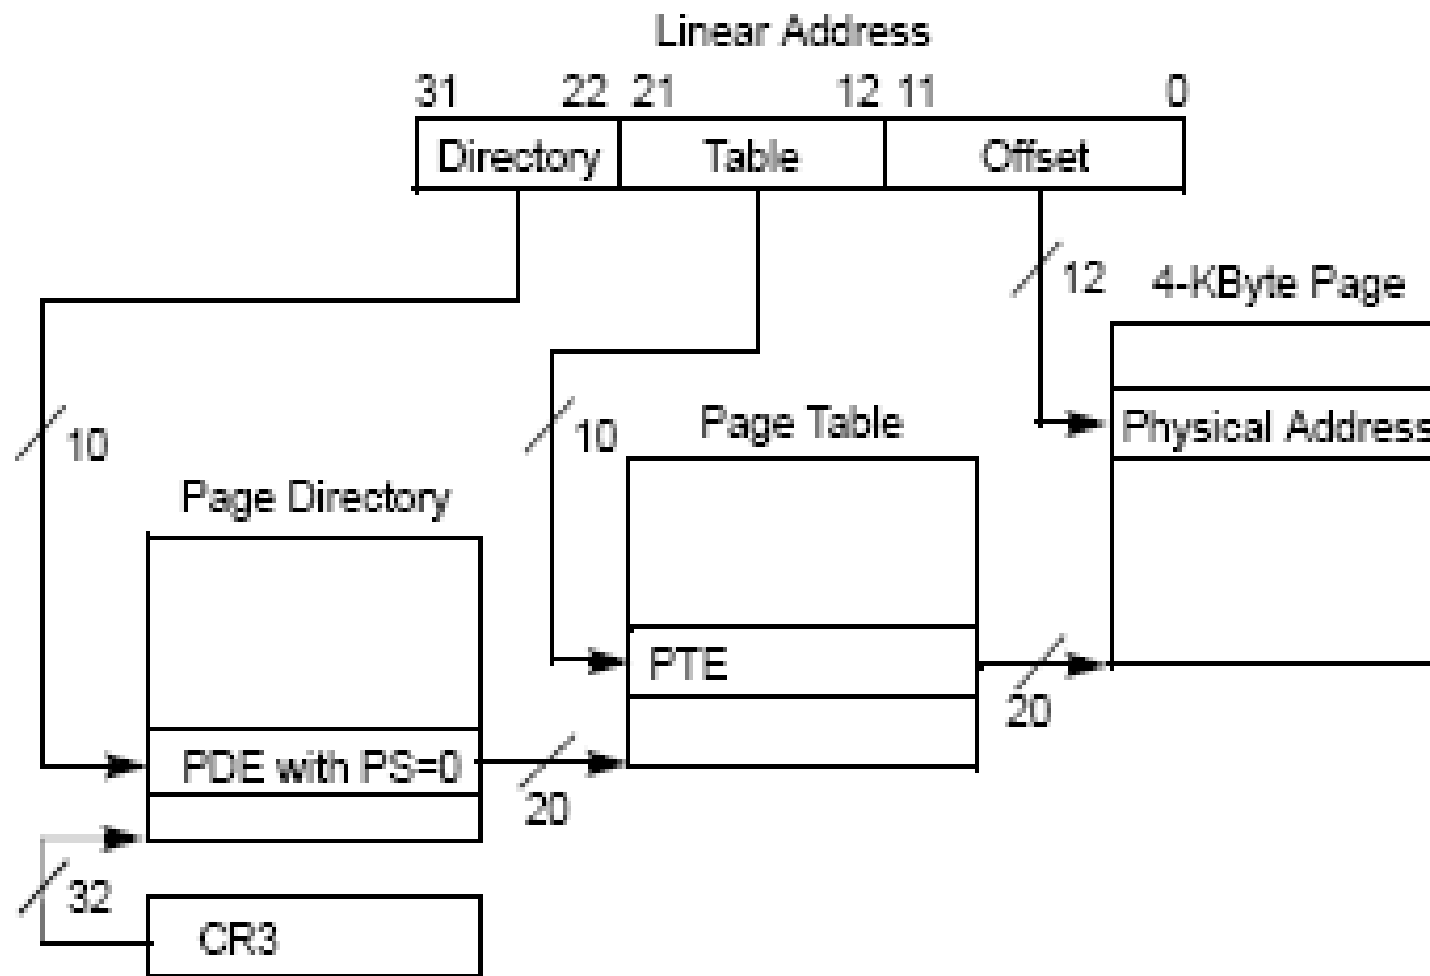 Linear Address
31 22 21 12 11 0
Directory Table Offset
12
4-KByte Page
10
10
Page Table
Physical Address
Page Directory
PTE
20
PDE with PS=0
20
32
CR3